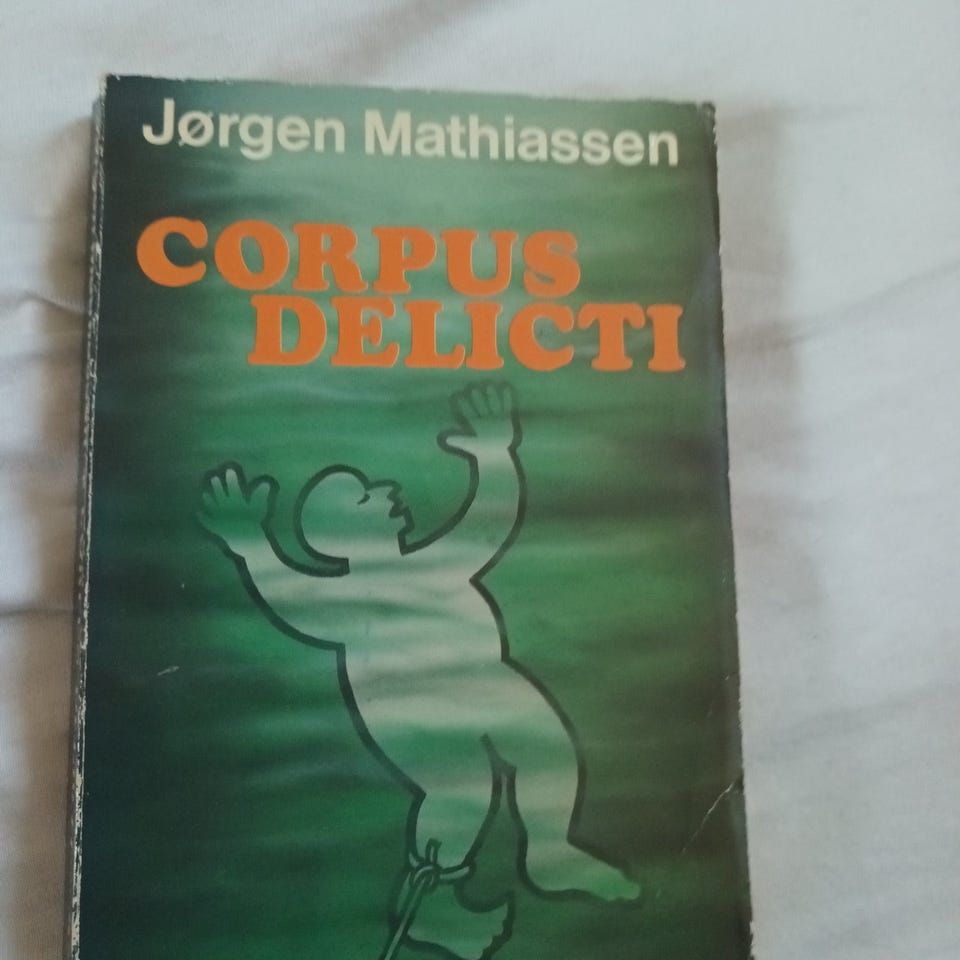 Jørgen Mathiassen
CORPUS
DELICTI